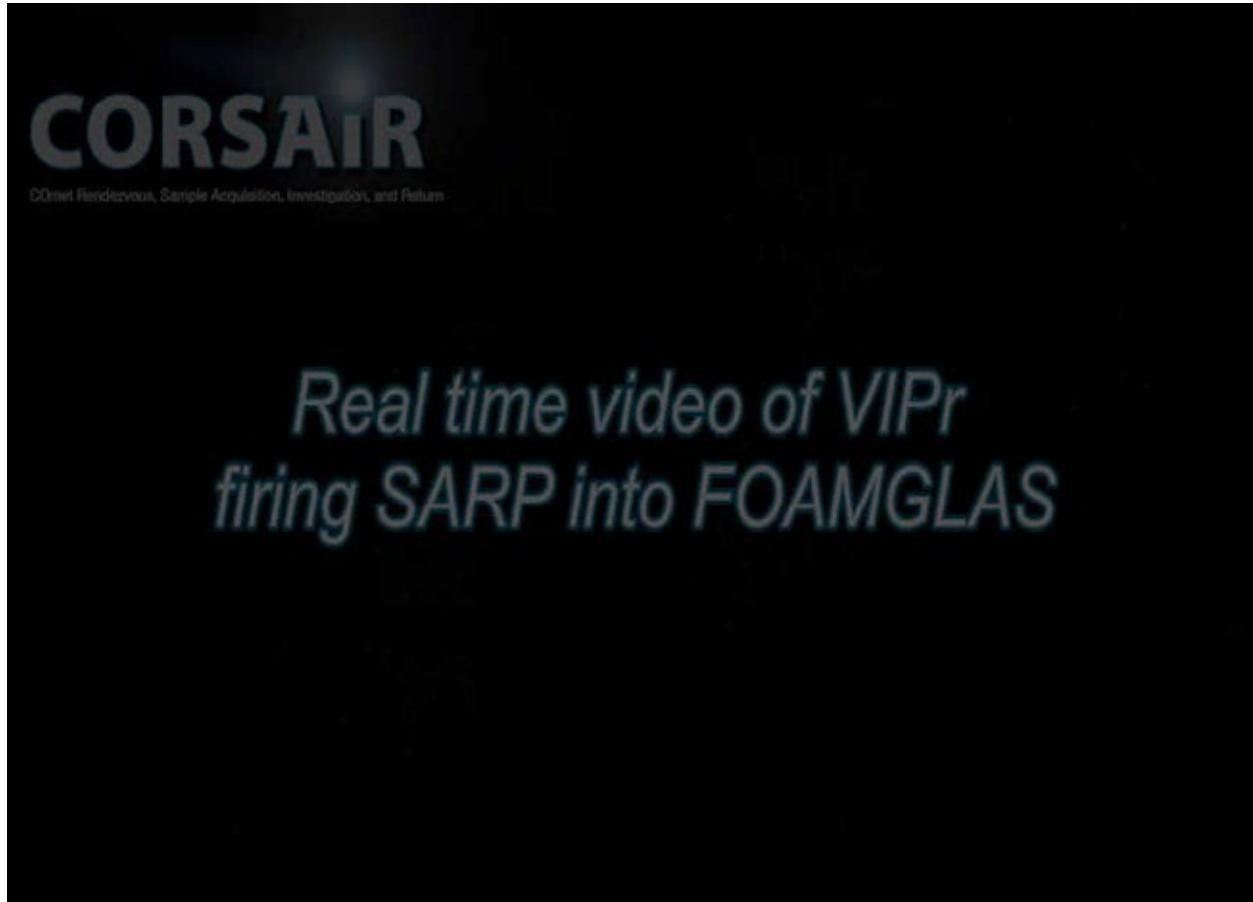 CORSAiR
COmet Rendezvous, Sample Acquisition, Investigation, and Return
Real time video of VIPr
firing SARP into FOAMGLAS